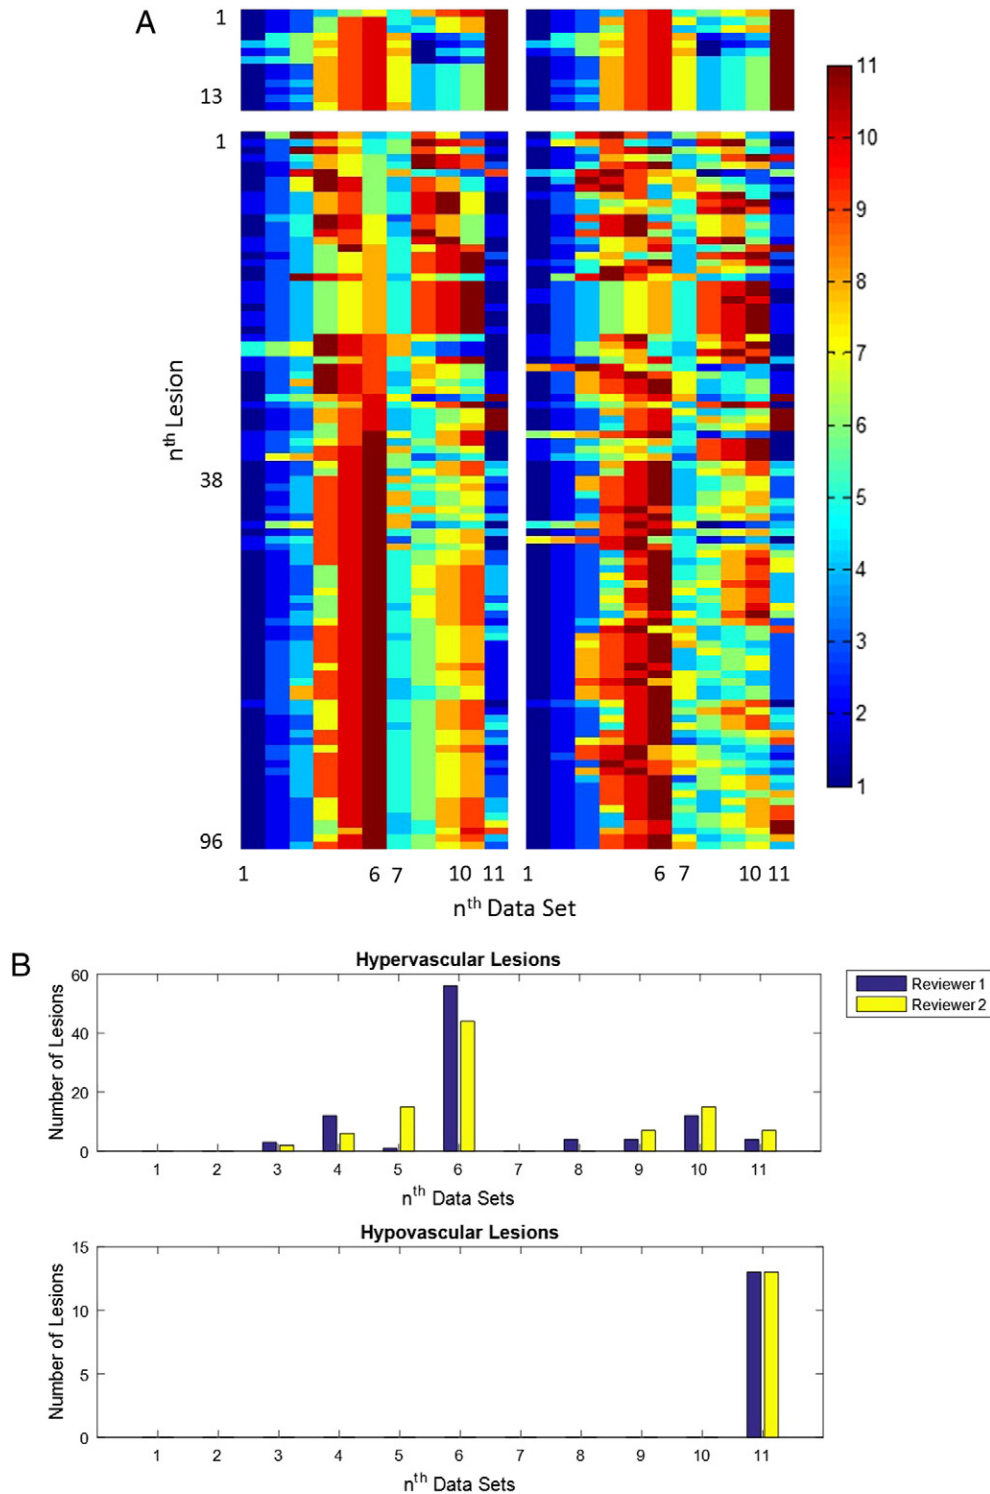 A
1
13
1
38
96
nth Lesion
1 6 7 10 11 1 6 7 10 11
nth Data Set
11
10
9
8
7
6
5
4
3
2
1
B
Hypervascular Lesions
Reviewer 1
Reviewer 2
60
40
20
0
Number of Lesions
1 2 3 4 5 6 7 8 9 10 11
nth Data Sets
Hypovascular Lesions
15
10
5
0
Number of Lesions
1 2 3 4 5 6 7 8 9 10 11
nth Data Sets